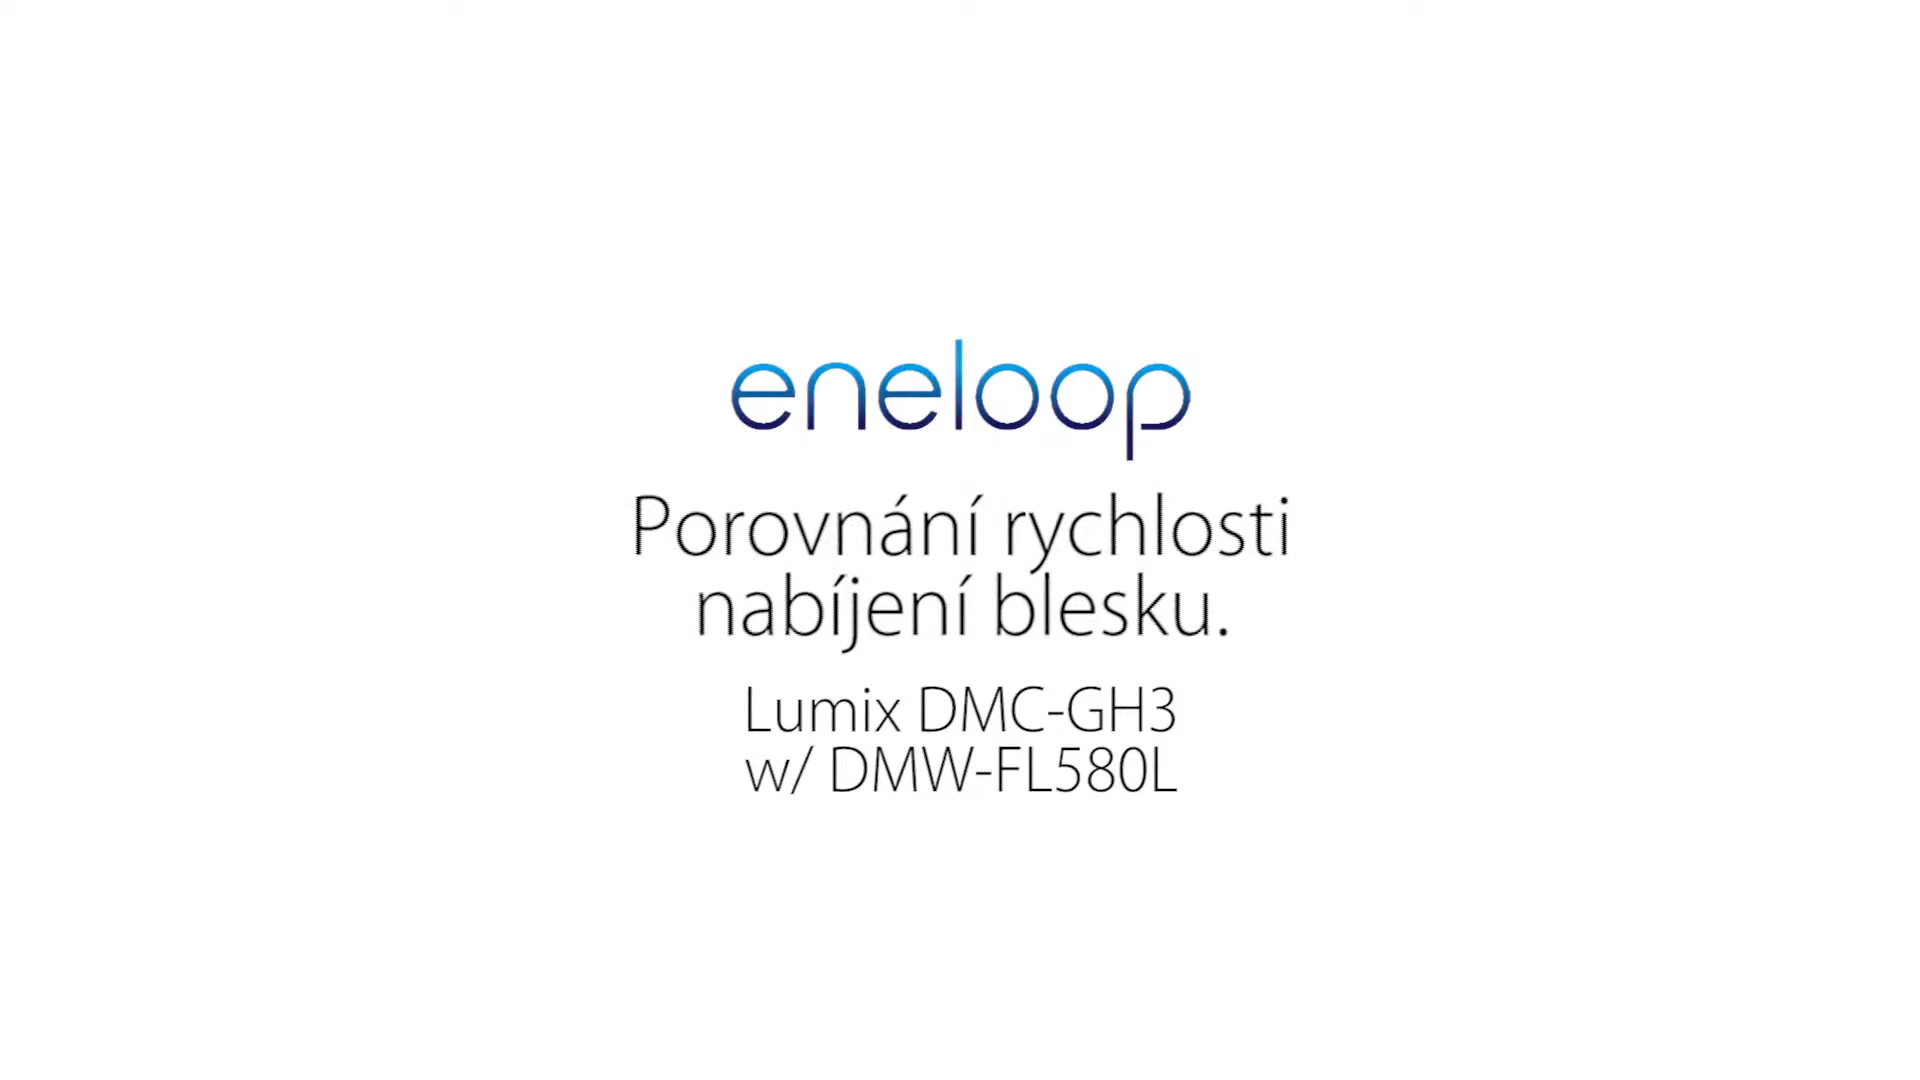 eneloop
Porovnání rychlosti
nabíjení blesku.
Lumix DMC-GH3
w/ DMW-FL580L